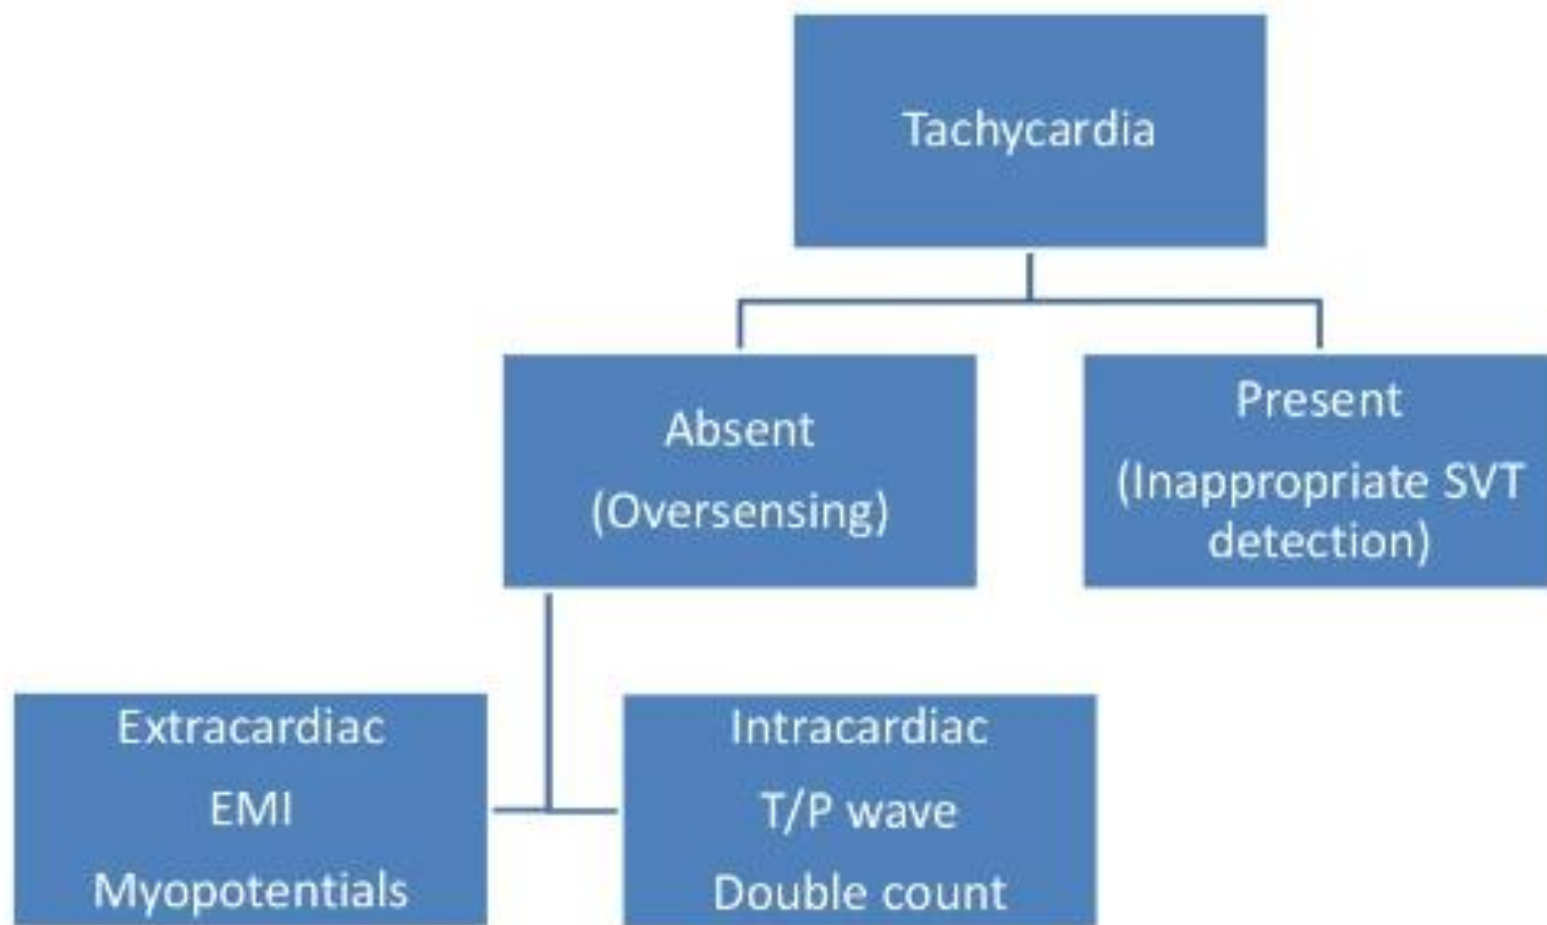 Tachycardia
Absent
(Oversensing)
Present
(Inappropriate SVT
detection)
Extracardiac
EMI
Myopotentials
Intracardiac
T/P wave
Double count